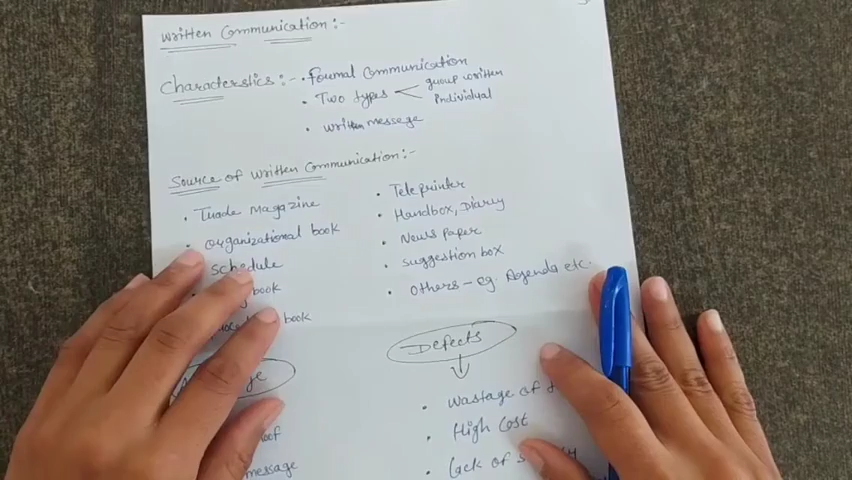 Written Communication :-
Characterstics :- • Formal Communication
• Two types
group written
individual
• written messege
Source of Written Communication :-
• Trade Magazine
• organizational book
schedule
book
book
• Teleprinter
• Handbox, Diary
• News Paper
• suggestion box
• others - eg. Agenda etc.
Defects
• Wastage of
• High Cost
• Lack of
message